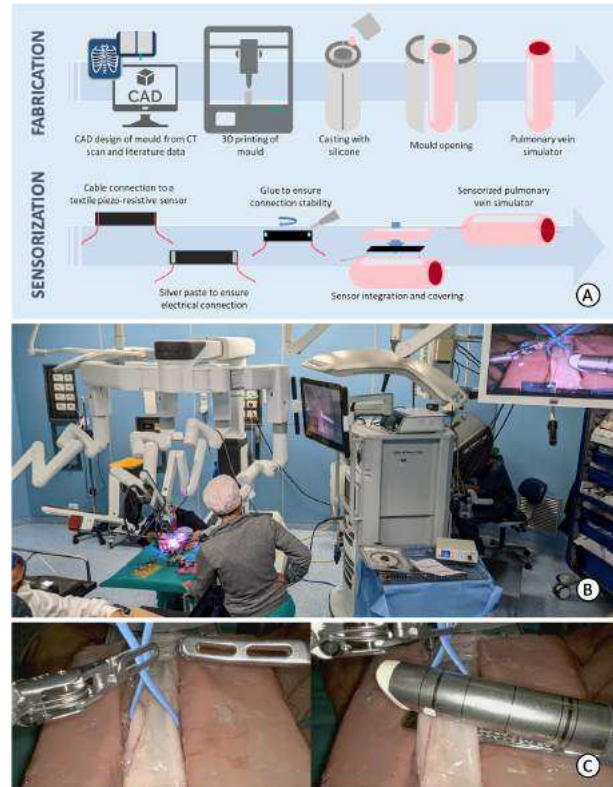 FABRICATION
CAD
CAD design of mould from CT
scan and literature data
3D printing of
mould
Casting with
silicone
Mould opening
Pulmonary vein
simulator
SENSORIZATION
Cable connection to a
textile piezo-resistive sensor
Silver paste to ensure
electrical connection
Glue to ensure
connection stability
Sensor integration and covering
Sensorized pulmonary
vein simulator
A
B
C